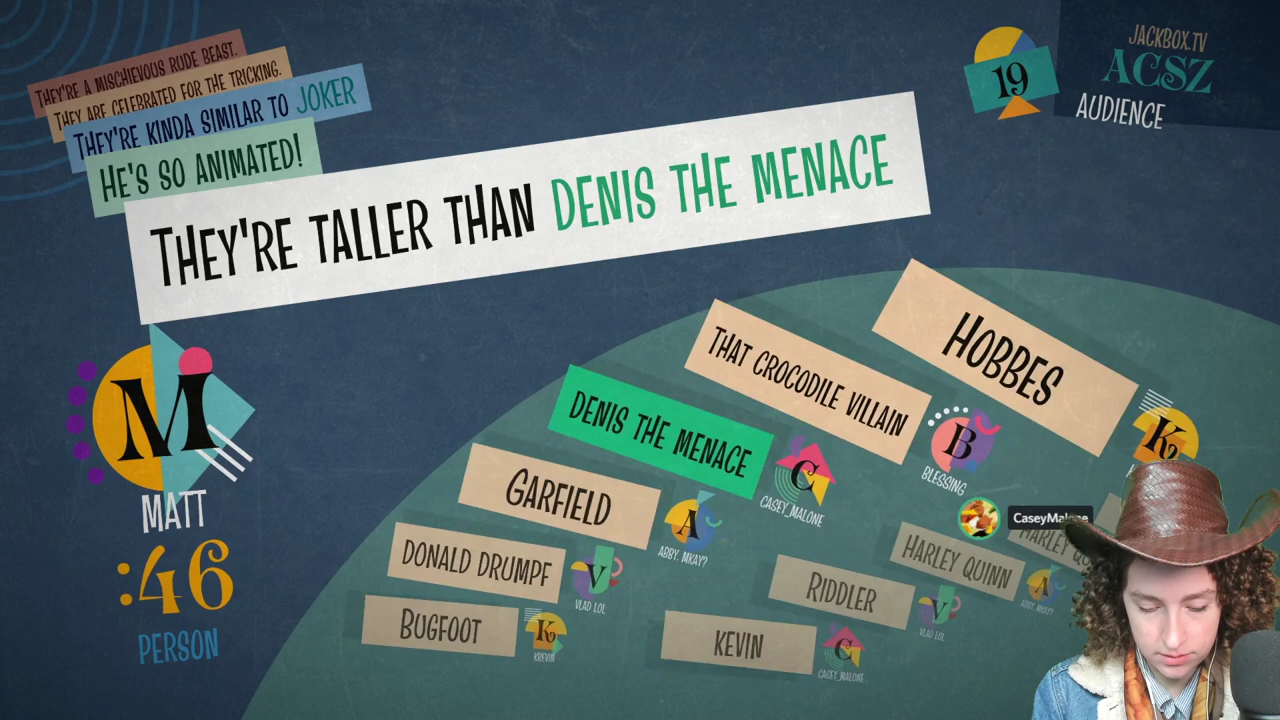 THEY'RE A MISCHIEVOUS RUDE BEAST.
THEY ARE CELEBRATED FOR THE TRICKING.
THEY'RE KINDA SIMILAR TO JOKER
HE'S SO ANIMATED!
THEY'RE TALLER THAN DENIS THE MENACE
19
JACKBOX.TV
ACSZ
AUDIENCE
M
MATT
:46
PERSON
HOBBES
K
THAT CROCODILE VILLAIN
B
BLESSING
DENIS THE MENACE
C
CASEY_MALONE
GARFIELD
A
ABBY. MKAY?
DONALD DRUMPF
V
VLAD LOL
BUGFOOT
K
KREVIN
KEVIN
C
CASEY_MALONE
RIDDLER
V
VLAD LOL
HARLEY QUINN
A
ABBY. MKAY?
HARLEY
CaseyMalone